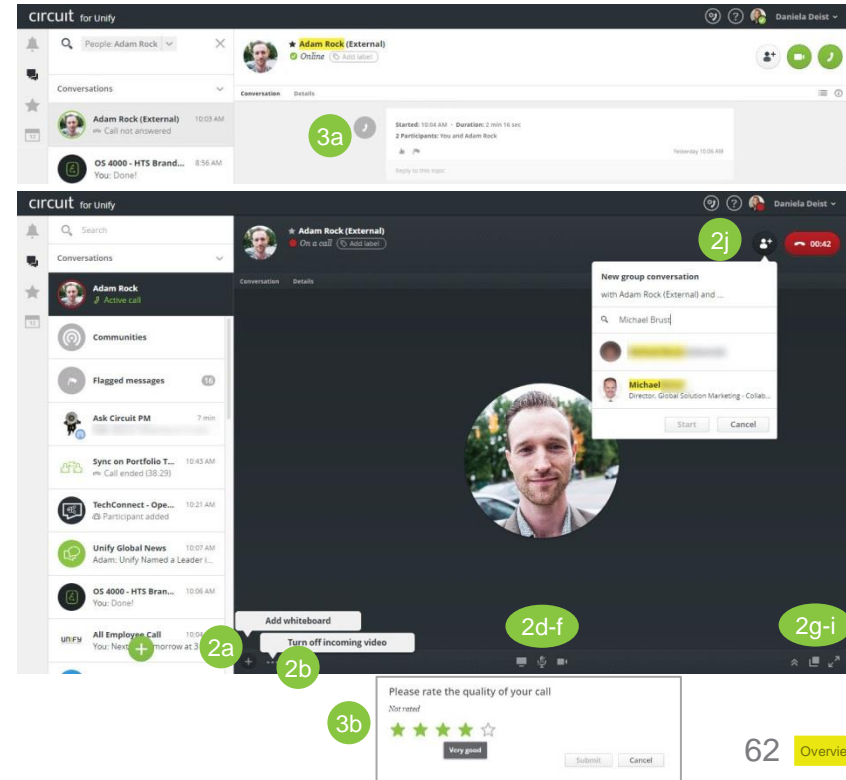 circuit for Unify
Daniela Deist
People: Adam Rock
Adam Rock (External)
Online Add label
Conversations
Conversation Details
Adam Rock (External) 10:03 AM
Call not answered
OS 4000 - HTS Brand... 8:56 AM
You: Done!
3a
Started: 10:04 AM - Duration: 2 min 16 sec
2 Participants: You and Adam Rock
Yesterday 10:06 AM
Reply to this topic
circuit for Unify
Daniela Deist
Search
Adam Rock (External)
On a call Add label
2j
00:42
Conversations
Conversation Details
Adam Rock
Active call
12
Communities
Flagged messages 16
Ask Circuit PM 7 min
Sync on Portfolio T... 10:43 AM
Call ended (38:29)
TechConnect - Ope... 10:21 AM
Participant added
Unify Global News 10:07 AM
Adam: Unify Named a Leader (...
OS 4000 - HTS Bran... 10:06 AM
You: Done!
UNIFY All Employee Call 10:04
You: Next morrow at 3
New group conversation
with Adam Rock (External) and ...
Michael Brust
Michael
Director, Global Solution Marketing - Collab...
Start Cancel
Add whiteboard
2a
Turn off incoming video
2b
2d-f
2g-i
3b
Please rate the quality of your call
Not rated
Very good
Submit Cancel
62 Overvie